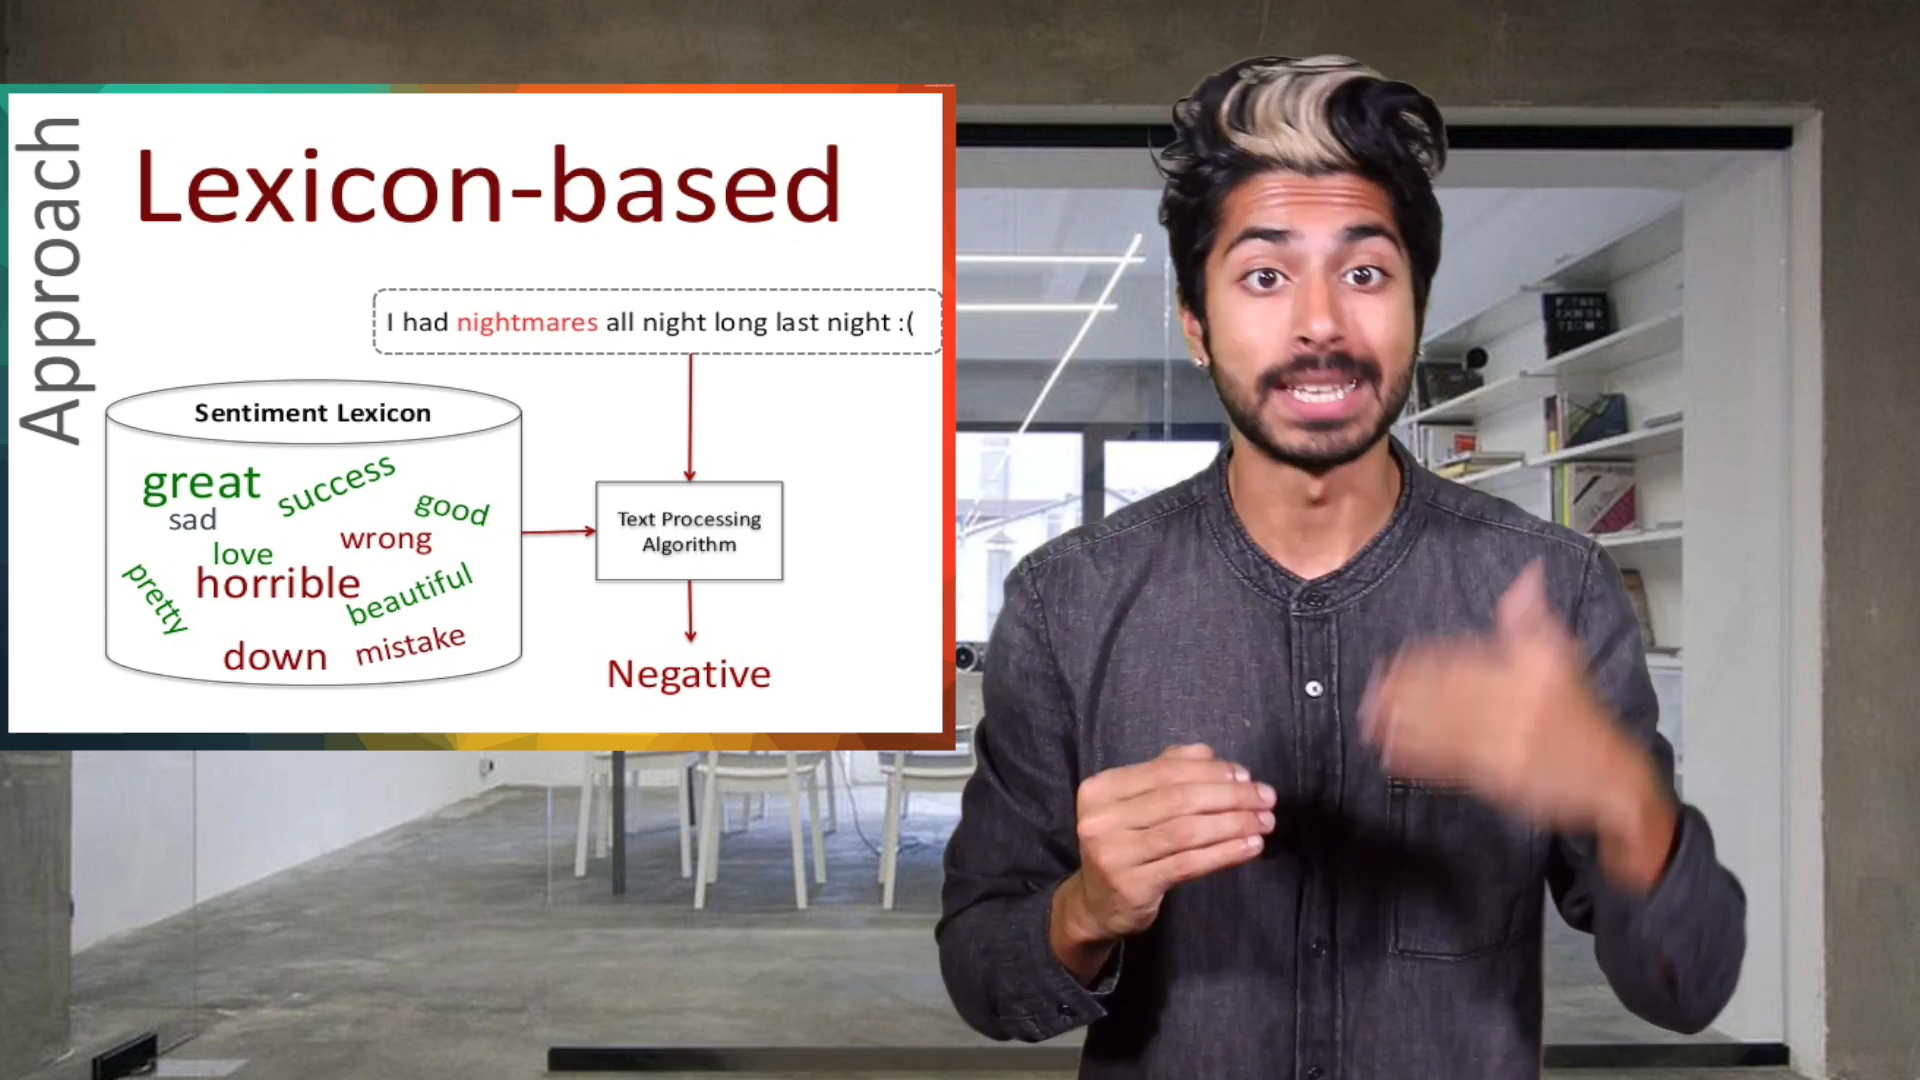 Approach
Lexicon-based
I had nightmares all night long last night :(
Sentiment Lexicon
great
success
sad
good
love
wrong
pretty
horrible
beautiful
down
mistake
Text Processing
Algorithm
Negative